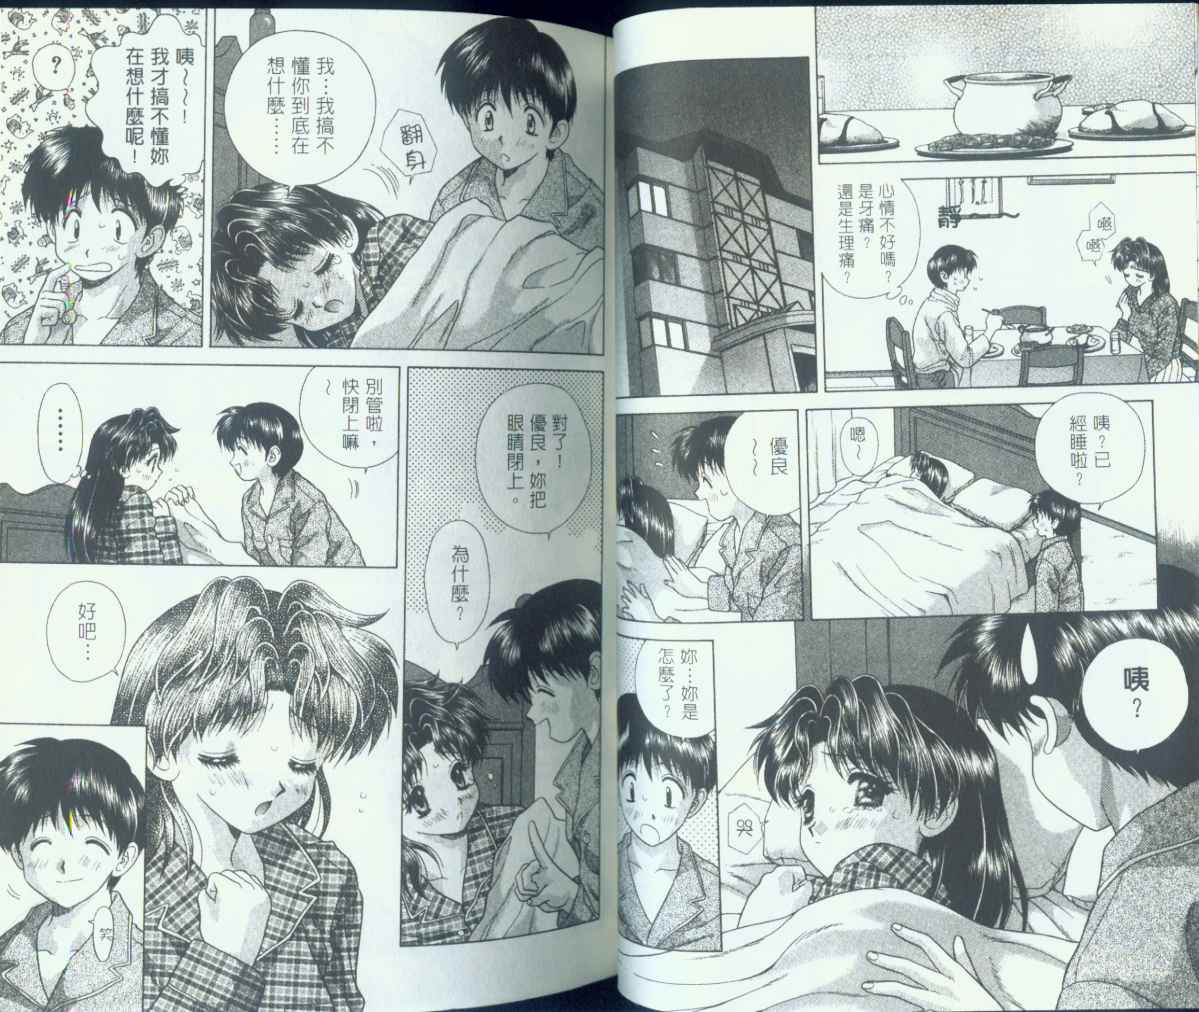 靜
嚥
嚥
心情不好嗎?
是牙痛?
還是生理痛?
咦?已
經睡啦?
嗯~
優良
~~
咦?
哭
妳…妳是
怎麼了?
我…我搞不
懂你到底在
想什麼……
翻身
咦~~!
我才搞不懂妳
在想什麼呢!
?
對了!
優良,妳把
眼睛閉上。
為什麼?
別管啦,
快閉上嘛
~
……
好吧…
笑